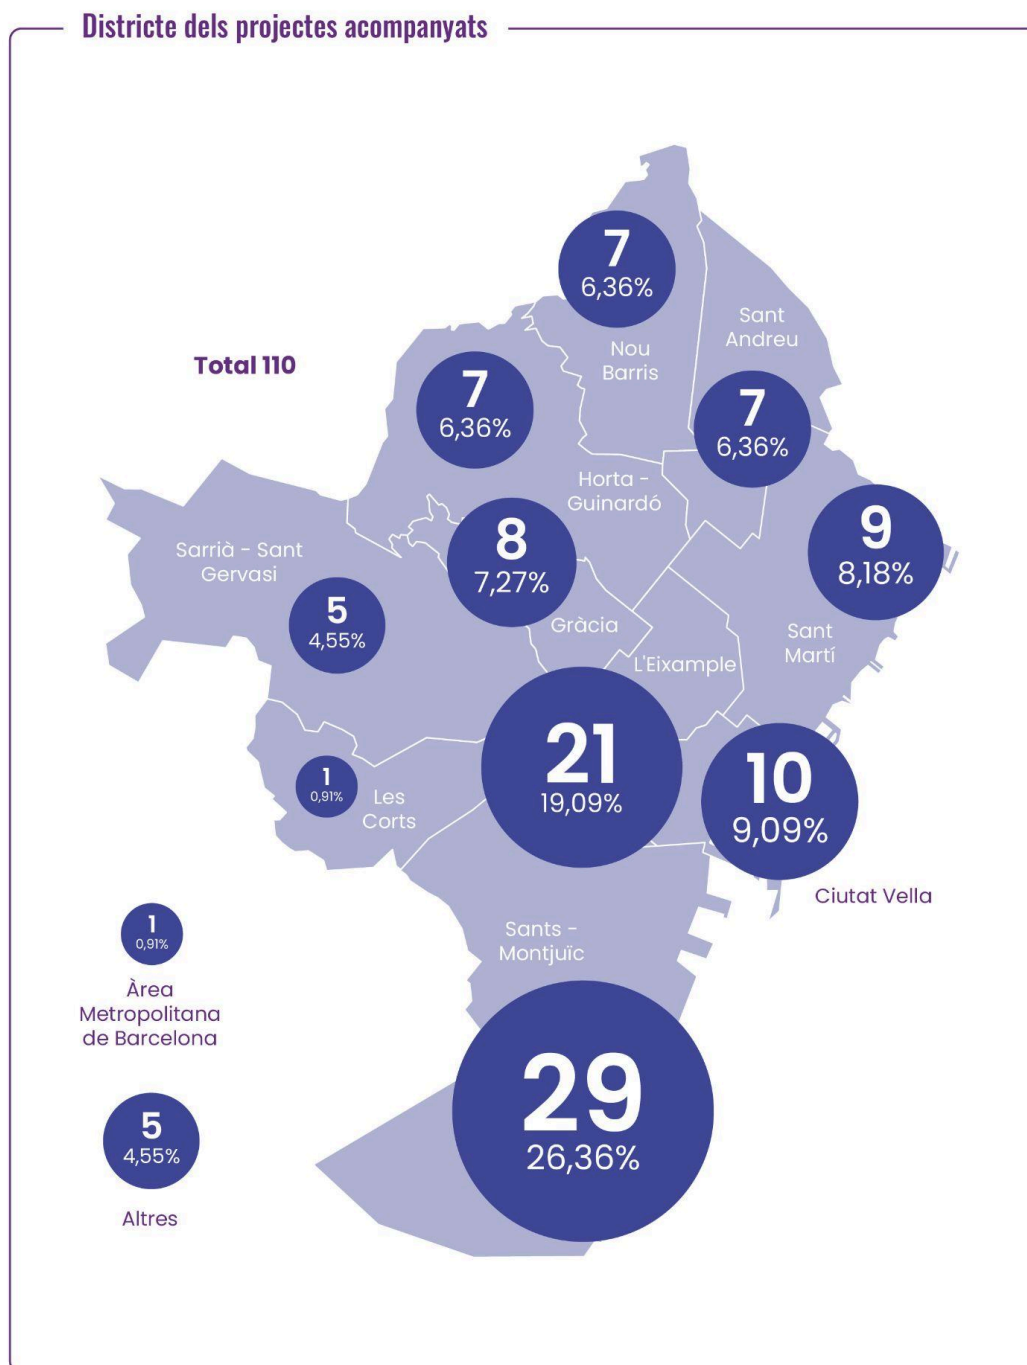 Districte dels projectes acompanyats
7
6,36%
Nou
Barris
Sant
Andreu
Total 110
7
6,36%
7
6,36%
Horta -
Guinardó
9
8,18%
Sarrià - Sant
Gervasi
8
7,27%
5
4,55%
Gràcia
Sant
Martí
L'Eixample
21
19,09%
10
9,09%
1
0,91%
Les
Corts
Ciutat Vella
1
0,91%
Àrea
Metropolitana
de Barcelona
Sants -
Montjuïc
29
26,36%
5
4,55%
Altres